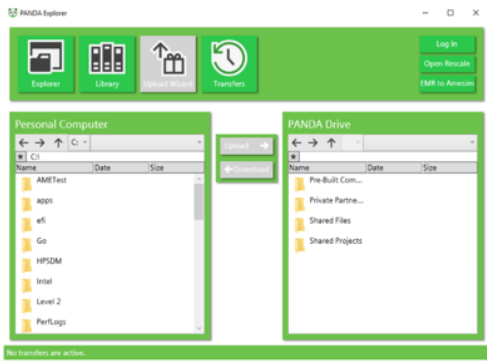 PANDA Explorer
Log In
Open Rescale
EMR to Amesim
Explorer
Library
Upload Wizard
Transfers
Personal Computer
C:
C:\
Name Date Size
AMETest
apps
efi
Go
HPSDM
Intel
Level 2
PerfLogs
Upload
Download
PANDA Drive
Name Date Size
Pre-Built Com...
Private Partne...
Shared Files
Shared Projects
No transfers are active.